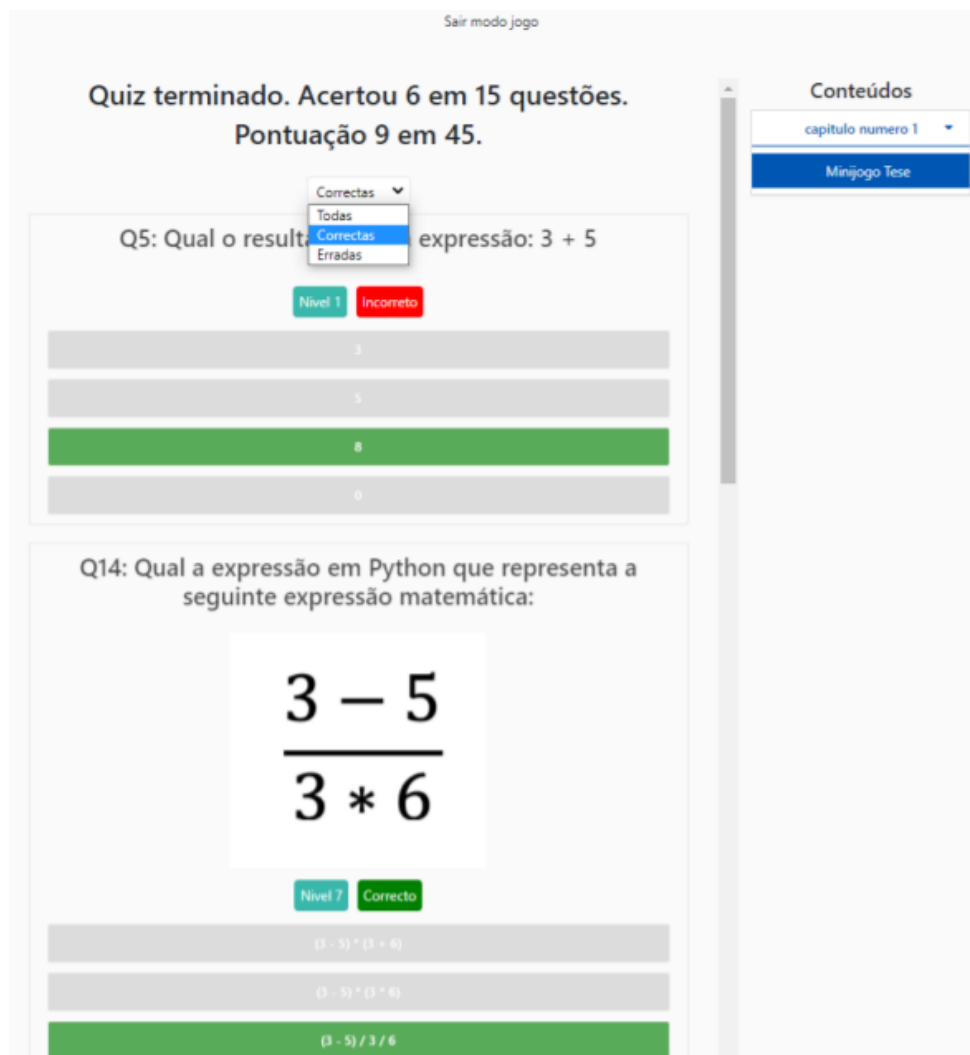 Sair modo jogo
Quiz terminado. Acertou 6 em 15 questões.
Pontuação 9 em 45.
Correctas
Todas
Correctas
Erradas
Q5: Qual o result expressão: 3 + 5
Nivel 1 Incorreto
3
5
8
0
Q14: Qual a expressão em Python que representa a
seguinte expressão matemática:
3 − 5
3 * 6
Nivel 7 Correcto
(3 - 5) * (3 + 6)
(3 - 5) * (3 * 6)
(3 - 5) / 3 / 6
Conteúdos
capitulo numero 1
Minijogo Tese